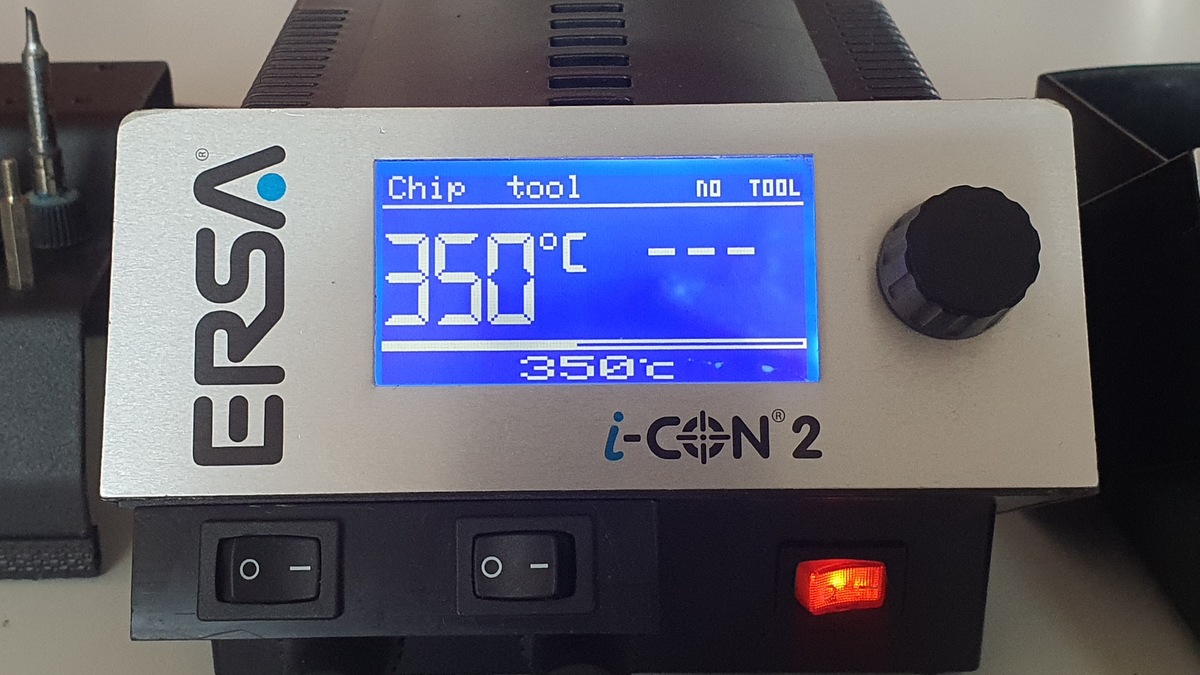 ERSA®
Chip tool no TOOL
350°C ---
350°C
i-CON® 2
O I O I